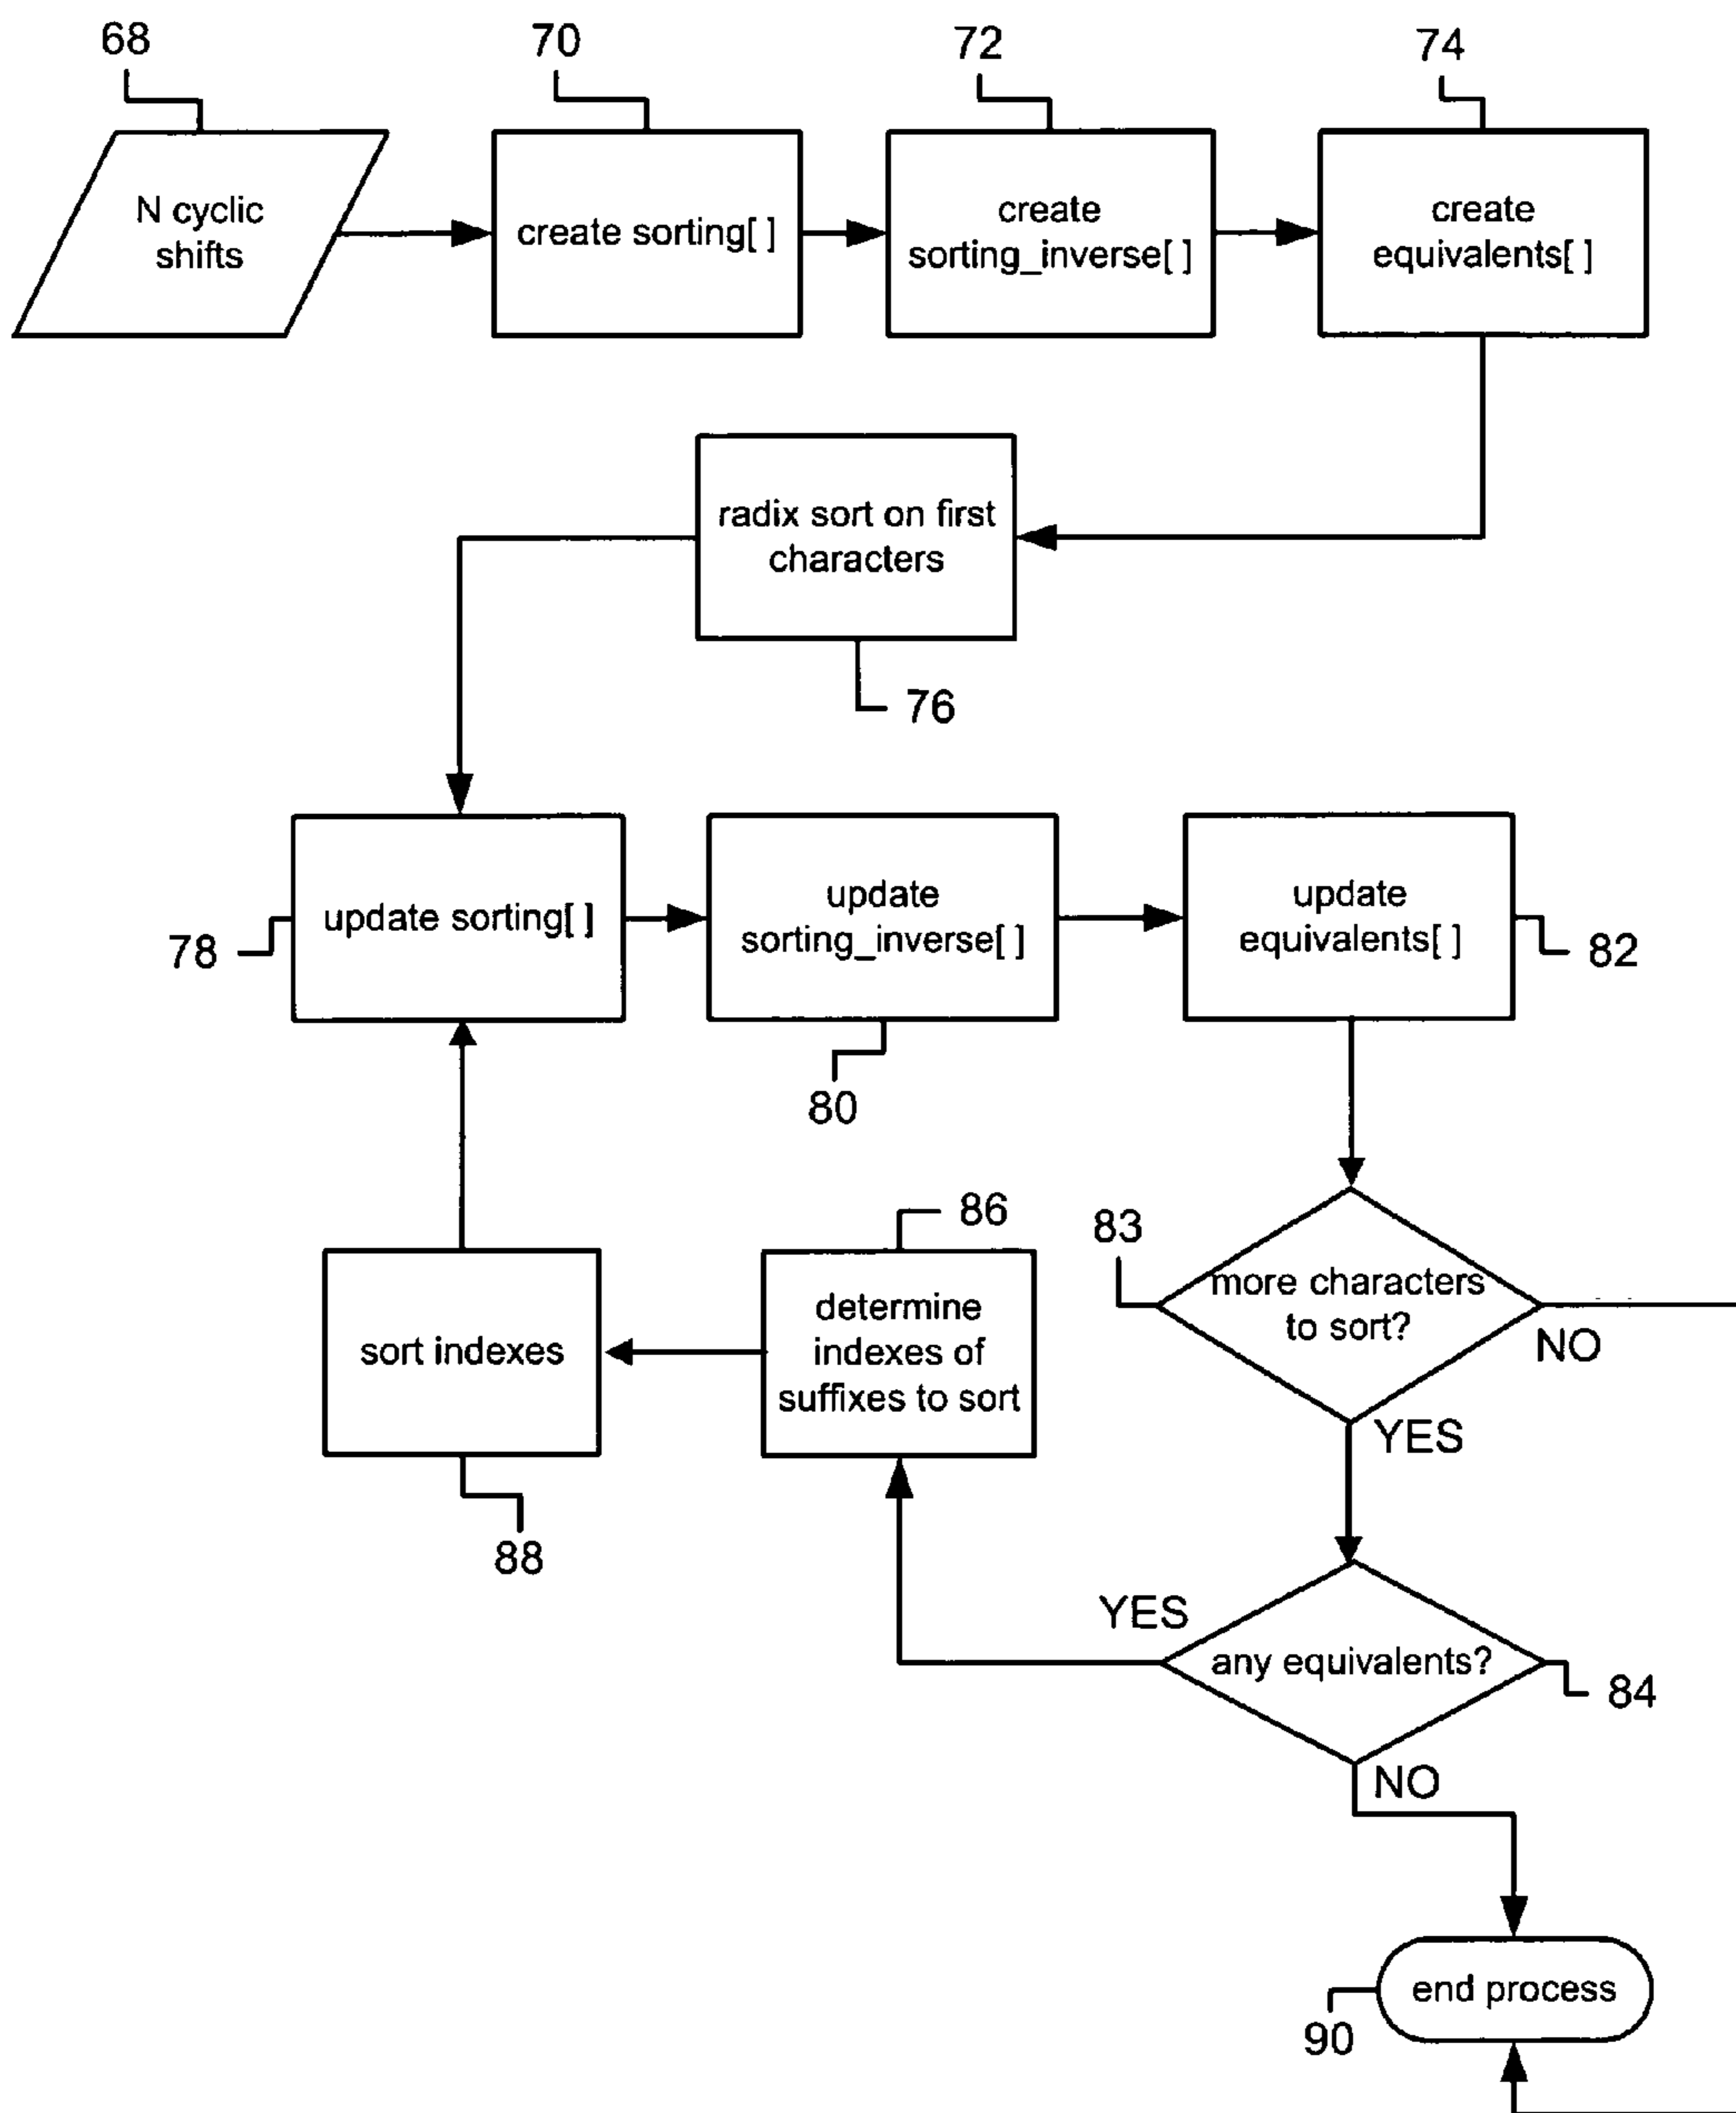 68
70
72
74
N cyclic
shifts
create sorting[ ]
create
sorting_inverse[ ]
create
equivalents[ ]
radix sort on first
characters
76
update sorting[ ]
update
sorting_inverse[ ]
update
equivalents[ ]
78
82
80
86
83
sort indexes
determine
indexes of
suffixes to sort
more characters
to sort?
NO
YES
88
YES
any equivalents?
84
NO
end process
90